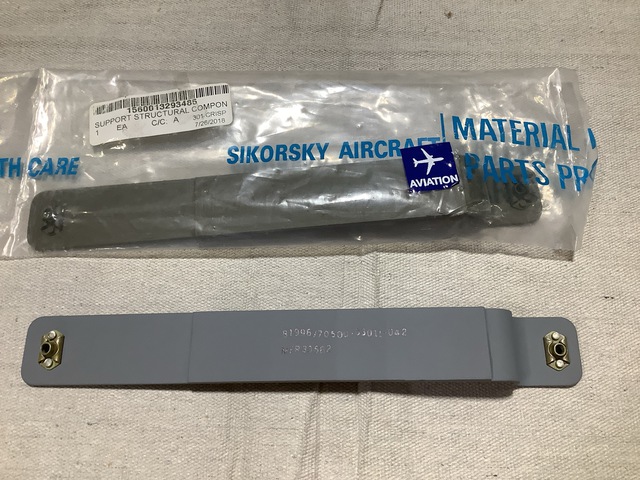 1560013293485
SUPPORT STRUCTURAL COMPON
1 EA C/C: A 301/CRISP
7/26/2018
TH CARE
SIKORSKY AIRCRAFT
MATERIAL
PARTS PR
AVIATION